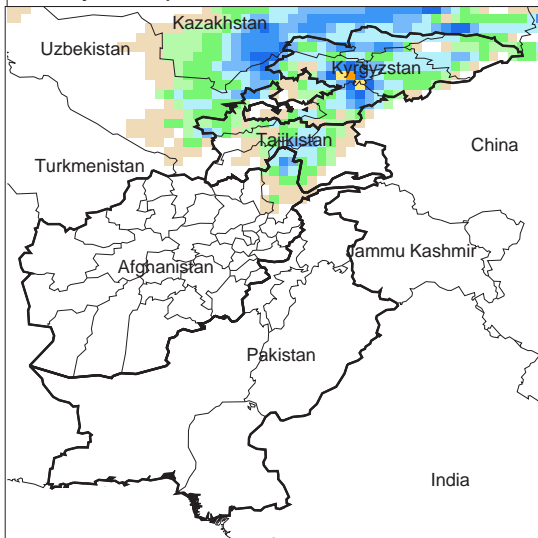 Kazakhstan
Uzbekistan
Kyrgyzstan
Tajikistan
China
Turkmenistan
Jammu Kashmir
Afghanistan
Pakistan
India